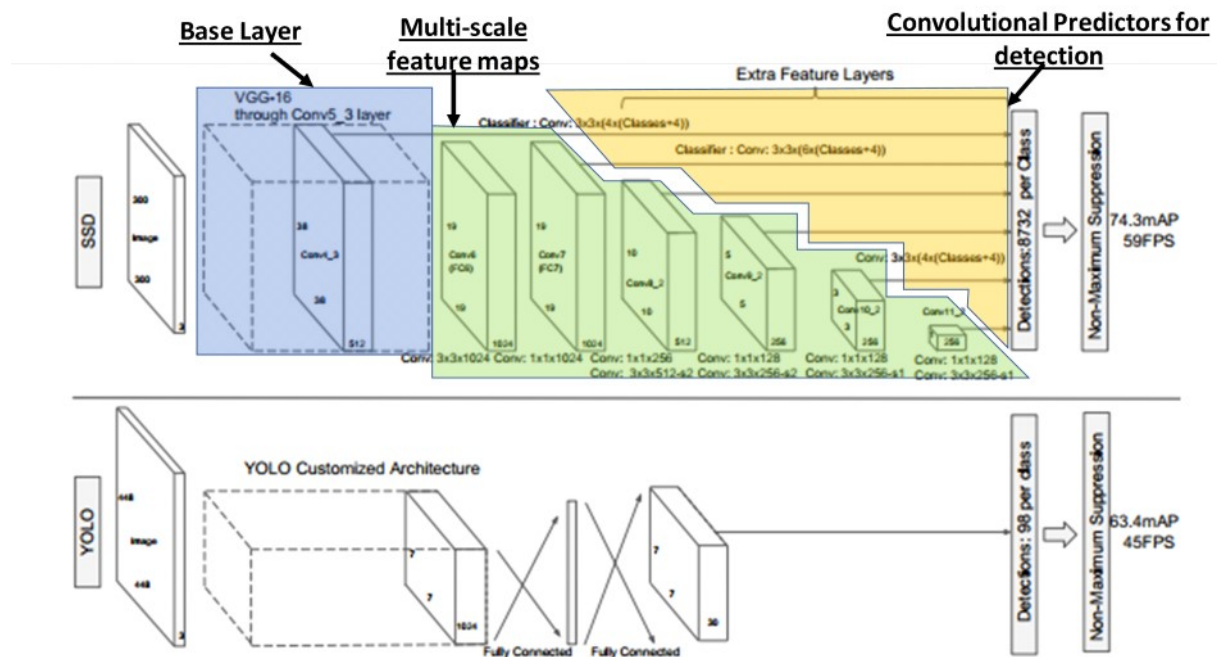 Base Layer
Multi-scale
feature maps
Convolutional Predictors for
detection
Extra Feature Layers
VGG-16
through Conv5_3 layer
Classifier : Conv: 3x3x(4x(Classes+4))
Classifier : Conv: 3x3x(6x(Classes+4))
Conv: 3x3x(4x(Classes+4))
SSD
300
Image
300
3
38
Conv4_3
38
512
19
Conv6
(FC6)
19
1024
19
Conv7
(FC7)
19
1024
10
Conv8_2
10
512
5
Conv9_2
5
256
3
Conv10_2
3
256
Conv11_2
256
Conv: 3x3x1024
Conv: 1x1x1024
Conv: 1x1x256
Conv: 3x3x512-s2
Conv: 1x1x128
Conv: 3x3x256-s2
Conv: 1x1x128
Conv: 3x3x256-s1
Conv: 1x1x128
Conv: 3x3x256-s1
Detections:8732 per Class
Non-Maximum Suppression
74.3mAP
59FPS
YOLO
448
Image
448
3
YOLO Customized Architecture
7
7
1024
Fully Connected
Fully Connected
7
7
30
Detections: 98 per class
Non-Maximum Suppression
63.4mAP
45FPS